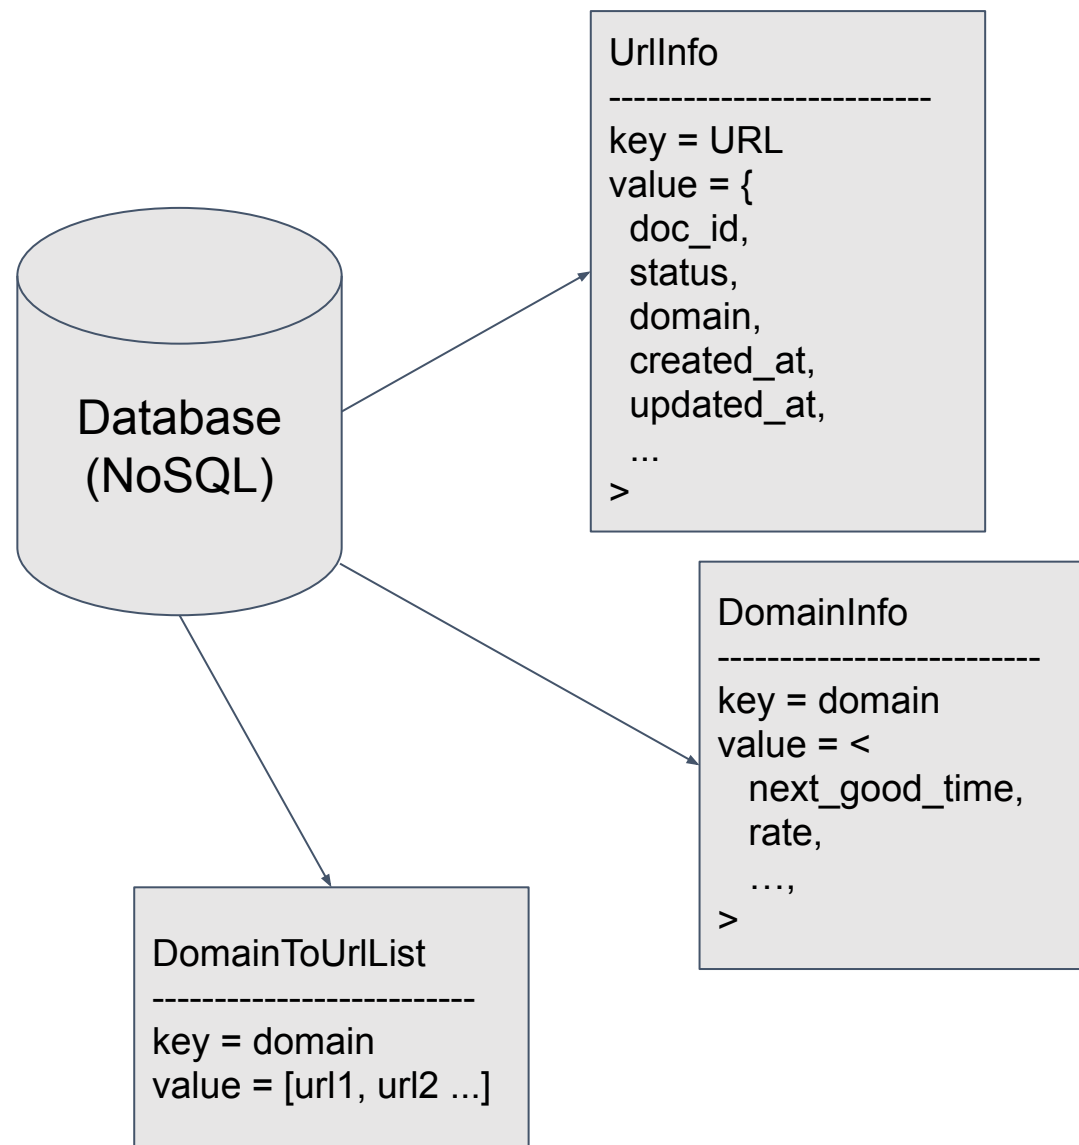 UrlInfo
--------------------------
key = URL
value = {
doc_id,
status,
domain,
created_at,
updated_at,
...
>
Database
(NoSQL)
DomainInfo
--------------------------
key = domain
value = <
next_good_time,
rate,
…,
>
DomainToUrlList
--------------------------
key = domain
value = [url1, url2 ...]